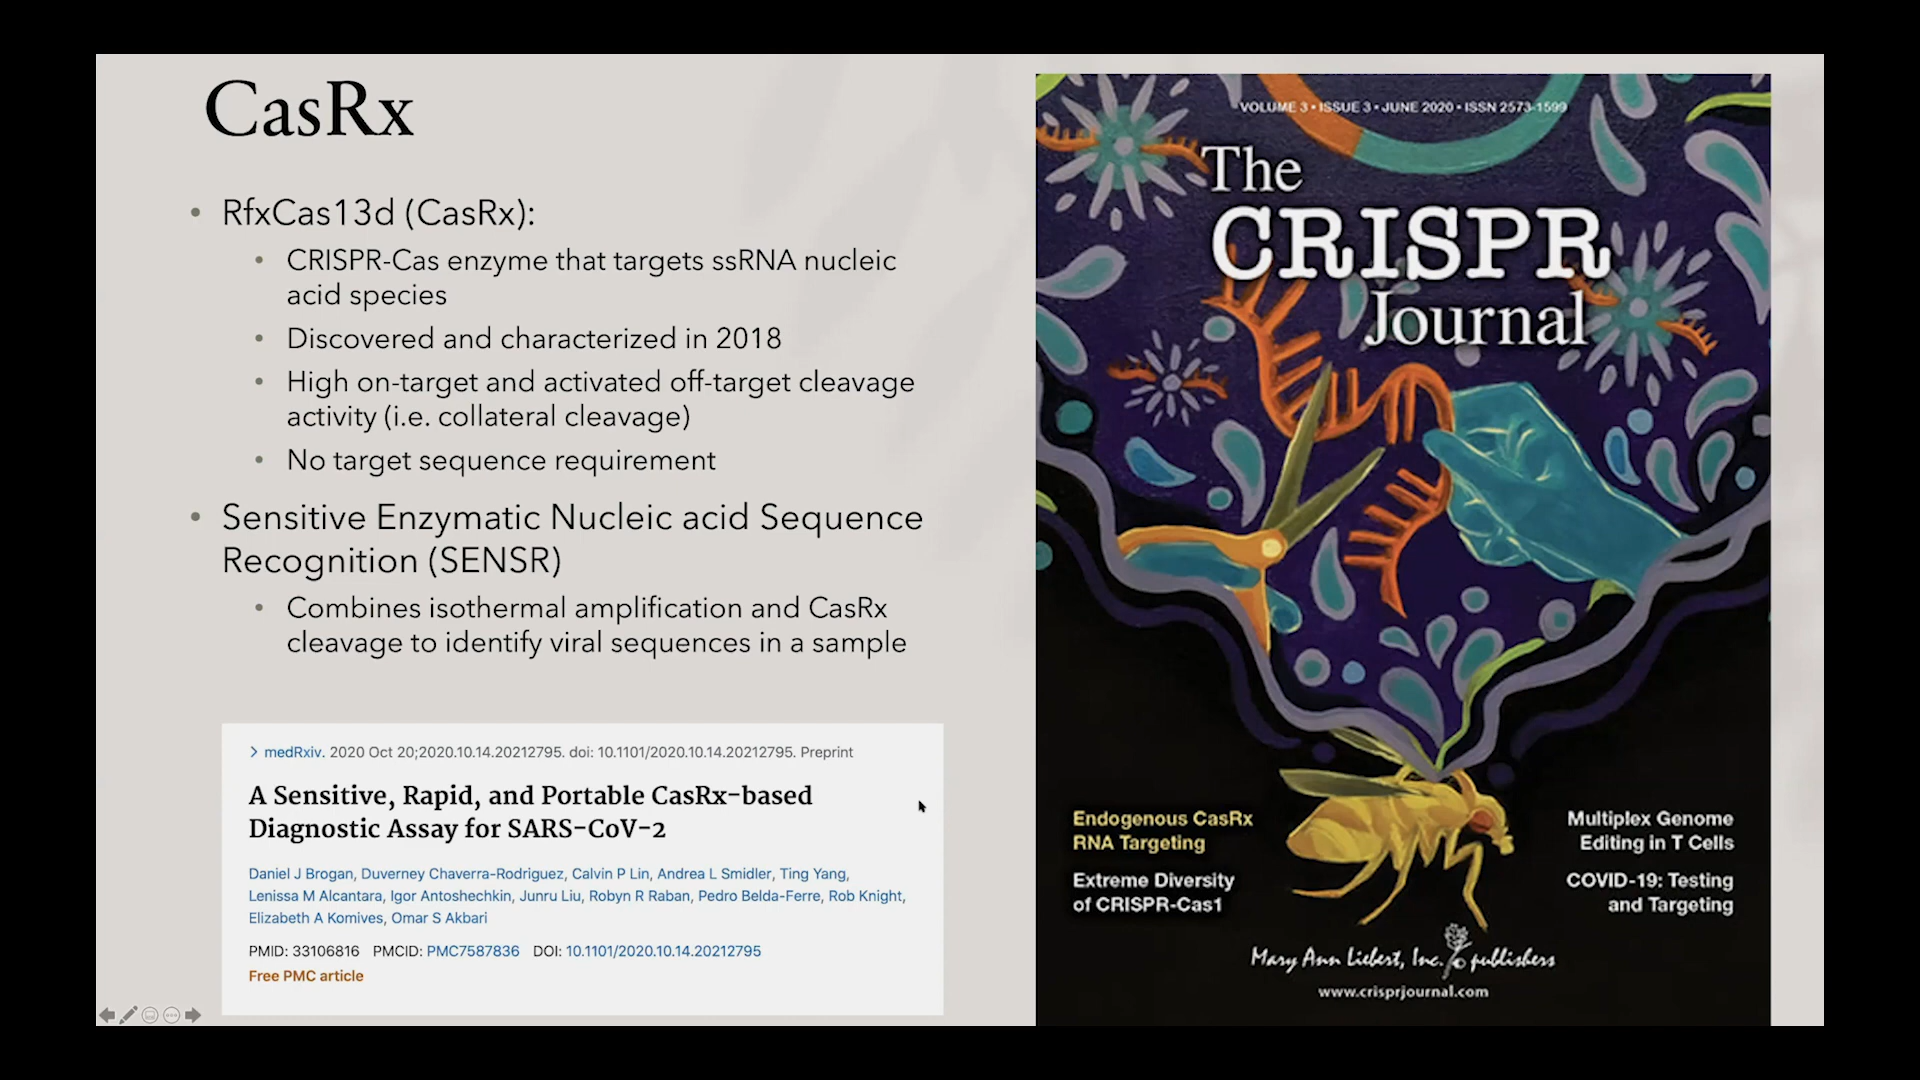 CasRx
• RfxCas13d (CasRx):
• CRISPR-Cas enzyme that targets ssRNA nucleic
acid species
• Discovered and characterized in 2018
• High on-target and activated off-target cleavage
activity (i.e. collateral cleavage)
• No target sequence requirement
• Sensitive Enzymatic Nucleic acid Sequence
Recognition (SENSR)
• Combines isothermal amplification and CasRx
cleavage to identify viral sequences in a sample
> medRxiv. 2020 Oct 20;2020.10.14.20212795. doi: 10.1101/2020.10.14.20212795. Preprint
A Sensitive, Rapid, and Portable CasRx-based
Diagnostic Assay for SARS-CoV-2
Daniel J Brogan, Duverney Chaverra-Rodriguez, Calvin P Lin, Andrea L Smidler, Ting Yang,
Lenissa M Alcantara, Igor Antoshechkin, Junru Liu, Robyn R Raban, Pedro Belda-Ferre, Rob Knight,
Elizabeth A Komives, Omar S Akbari
PMID: 33106816 PMCID: PMC7587836 DOI: 10.1101/2020.10.14.20212795
Free PMC article
VOLUME 3 • ISSUE 3 • JUNE 2020 • ISSN 2573-1599
The
CRISPR
Journal
Endogenous CasRx
RNA Targeting
Extreme Diversity
of CRISPR-Cas1
Multiplex Genome
Editing in T Cells
COVID-19: Testing
and Targeting
Mary Ann Liebert, Inc. publishers
www.crisprjournal.com